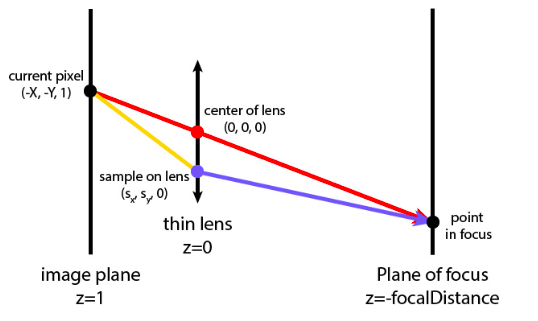 current pixel
(-X, -Y, 1)
center of lens
(0, 0, 0)
sample on lens
(sx, sy, 0)
thin lens
z=0
point
in focus
image plane
z=1
Plane of focus
z=-focalDistance